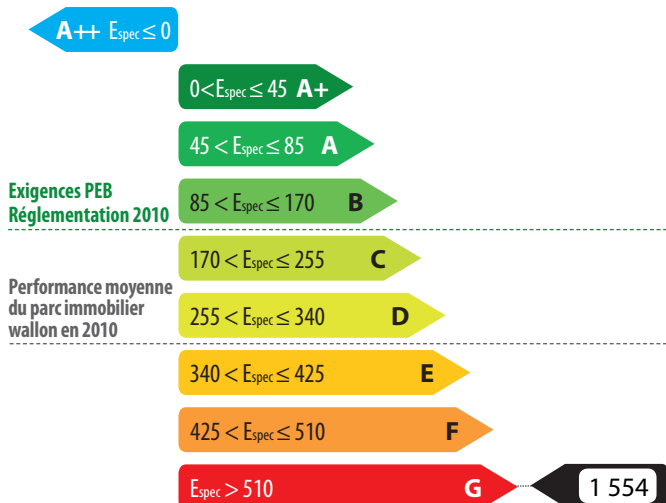 A++ Espec ≤ 0
0 < Espec ≤ 45 A+
45 < Espec ≤ 85 A
Exigences PEB
Réglementation 2010
85 < Espec ≤ 170 B
170 < Espec ≤ 255 C
Performance moyenne
du parc immobilier
wallon en 2010
255 < Espec ≤ 340 D
340 < Espec ≤ 425 E
425 < Espec ≤ 510 F
Espec > 510 G
1 554